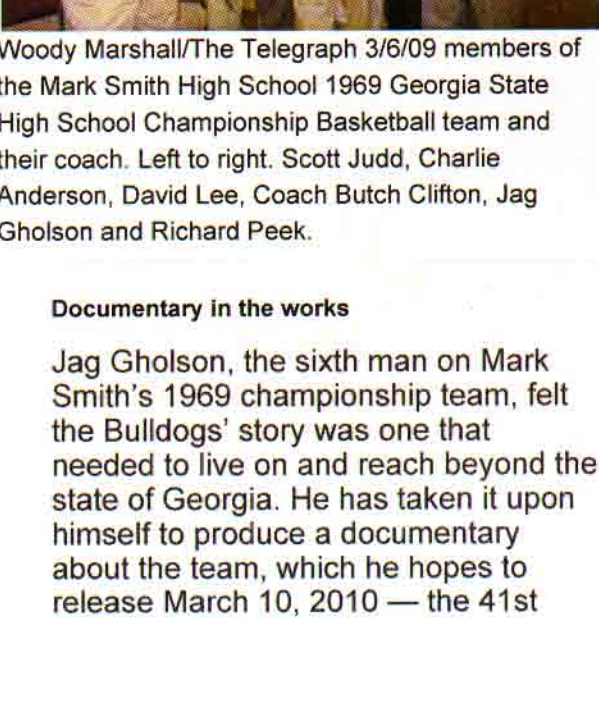 Woody Marshall/The Telegraph 3/6/09 members of
the Mark Smith High School 1969 Georgia State
High School Championship Basketball team and
their coach. Left to right. Scott Judd, Charlie
Anderson, David Lee, Coach Butch Clifton, Jag
Gholson and Richard Peek.
Documentary in the works
Jag Gholson, the sixth man on Mark
Smith's 1969 championship team, felt
the Bulldogs' story was one that
needed to live on and reach beyond the
state of Georgia. He has taken it upon
himself to produce a documentary
about the team, which he hopes to
release March 10, 2010 — the 41st